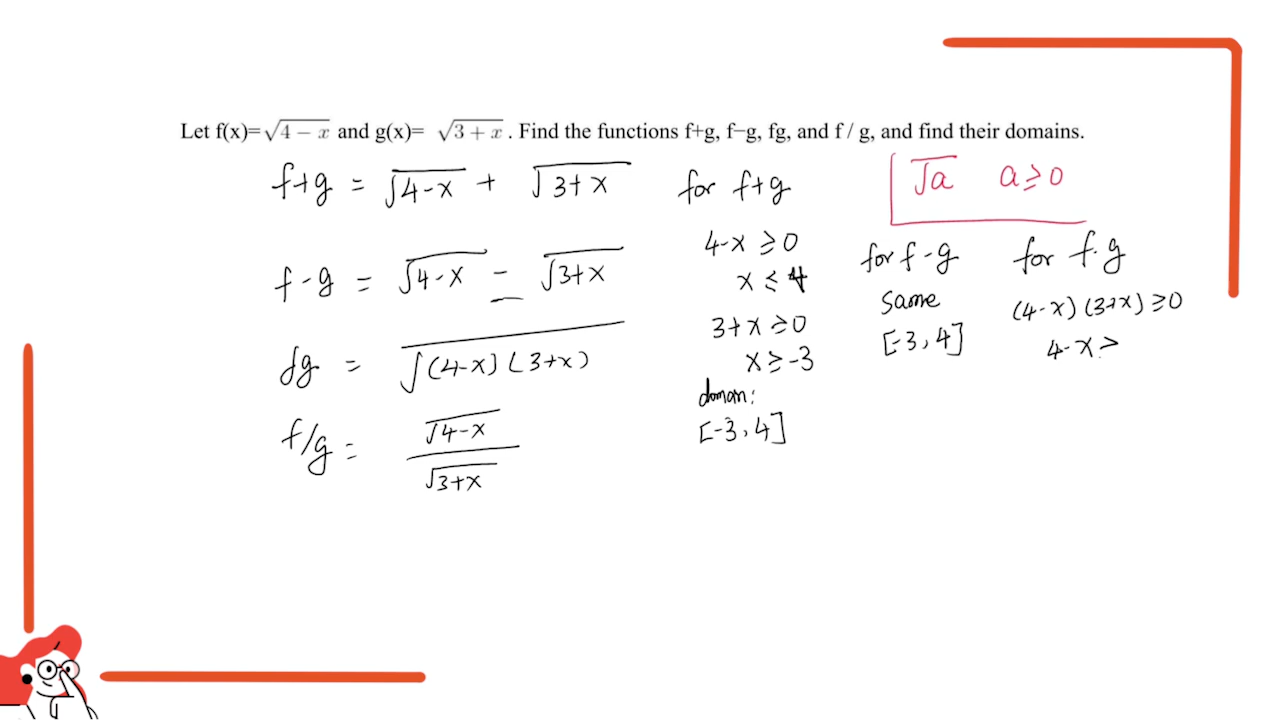 Let f(x)=√(4 − x) and g(x)= √(3 + x) . Find the functions f+g, f−g, fg, and f / g, and find their domains.
f+g = √(4-x) + √(3+x)
f-g = √(4-x) - √(3+x)
fg = √((4-x)(3+x))
f/g = √(4-x) / √(3+x)
for f+g
4-x ≥ 0
x ≤ 4
3+x ≥ 0
x ≥ -3
domain:
[-3, 4]
√a a ≥ 0
for f-g
same
[-3, 4]
for f·g
(4-x)(3+x) ≥ 0
4-x >